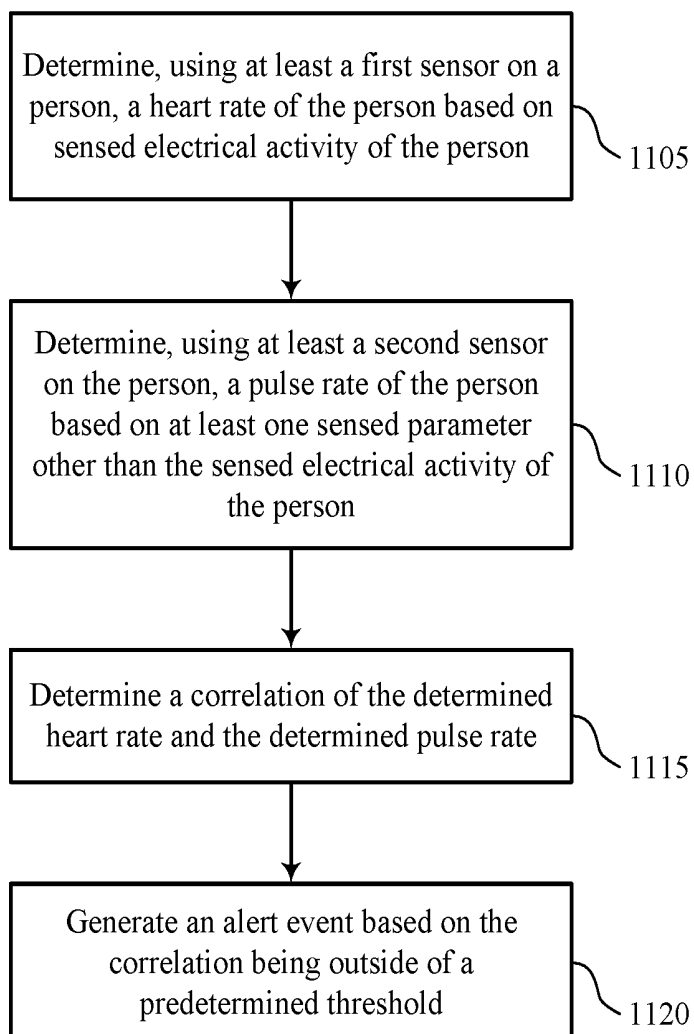 Determine, using at least a first sensor on a
person, a heart rate of the person based on
sensed electrical activity of the person
1105
Determine, using at least a second sensor
on the person, a pulse rate of the person
based on at least one sensed parameter
other than the sensed electrical activity of
the person
1110
Determine a correlation of the determined
heart rate and the determined pulse rate
1115
Generate an alert event based on the
correlation being outside of a
predetermined threshold
1120